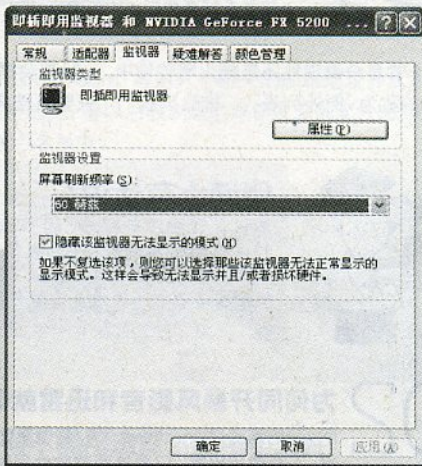 即插即用监视器 和 NVIDIA GeForce FX 5200 ...
常规 适配器 监视器 疑难解答 颜色管理
监视器类型
即插即用监视器
属性(P)
监视器设置
屏幕刷新频率(S):
60 赫兹
隐藏该监视器无法显示的模式(H)
如果不复选该项，则您可以选择那些该监视器无法正常显示的
显示模式。这样会导致无法显示并且/或者损坏硬件。
确定 取消 应用(A)